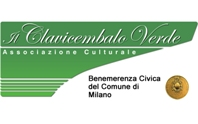 Il Clavicembalo Verde
Associazione Culturale
Benemerenza Civica
del Comune di
Milano